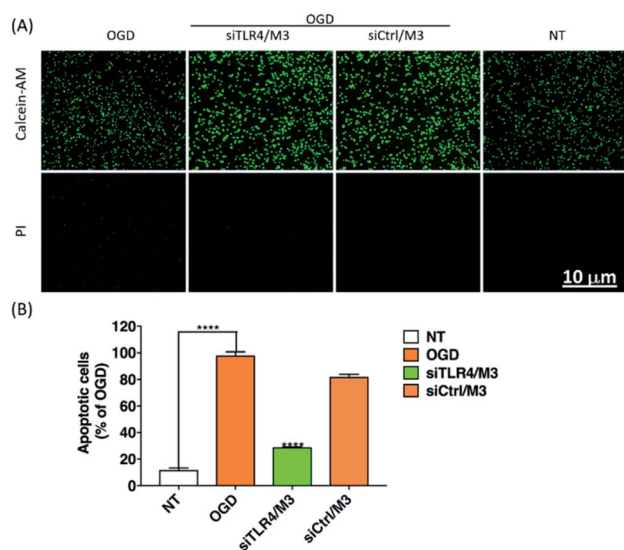 (A)
OGD
OGD siTLR4/M3 siCtrl/M3 NT
Calcein-AM
PI
10 μm
(B)
Apoptotic cells
(% of OGD)
120
100
80
60
40
20
0
****
****
NT
OGD
siTLR4/M3
siCtrl/M3
NT
OGD
siTLR4/M3
siCtrl/M3